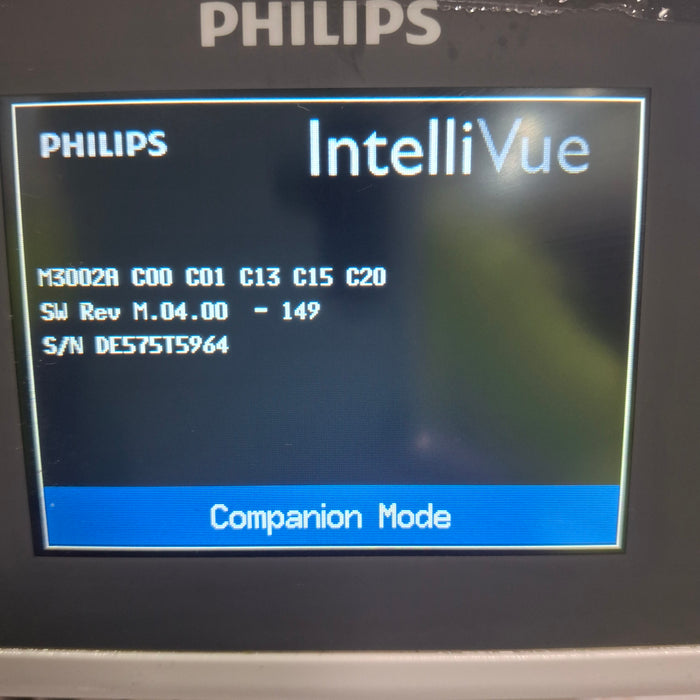 PHILIPS
PHILIPS IntelliVue
M3002A C00 C01 C13 C15 C20
SW Rev M.04.00 - 149
S/N DE575T5964
Companion Mode